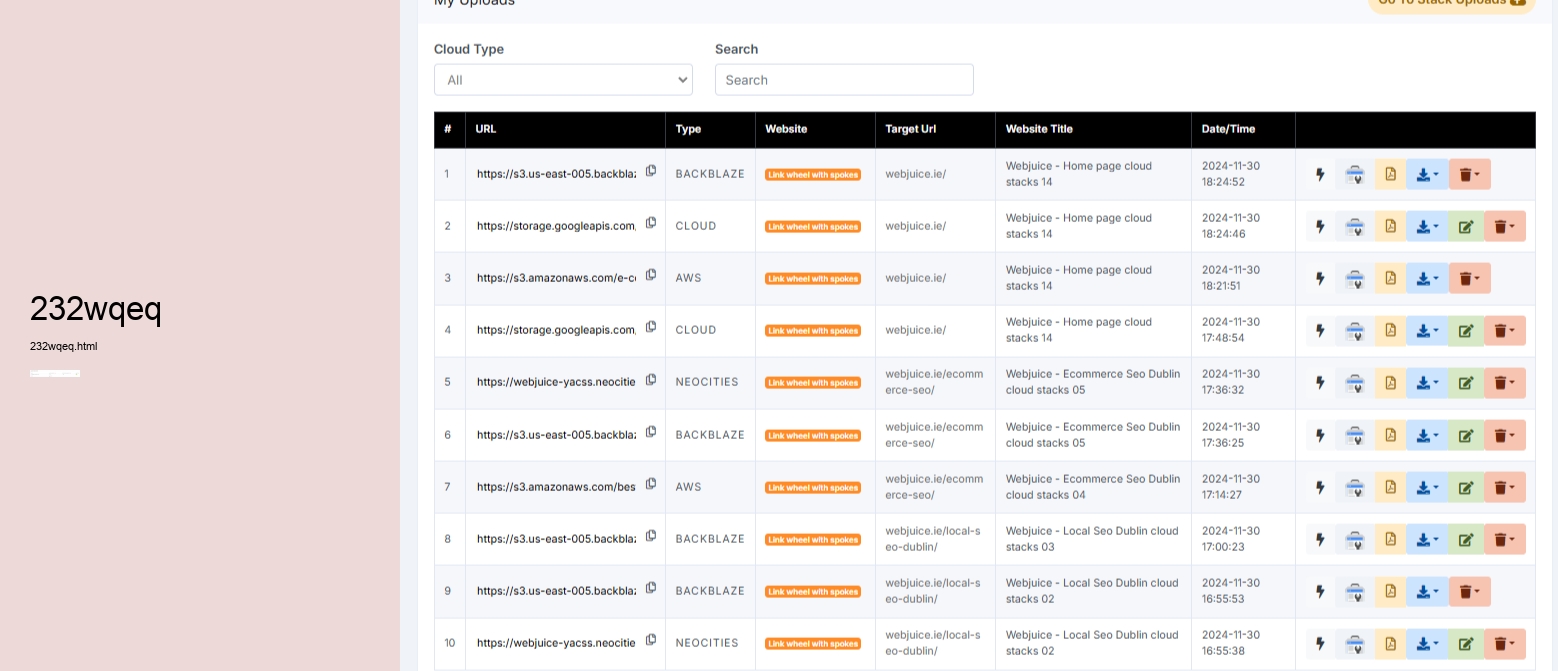 232wqeq
232wqeq.html
My Uploads
Go To Stack Uploads
Cloud Type
Search
All
Search
# URL Type Website Target Url Website Title Date/Time
1 https://s3.us-east-005.backbla: BACKBLAZE Link wheel with spokes webjuice.ie/ Webjuice - Home page cloud stacks 14 2024-11-30 18:24:52
2 https://storage.googleapis.com, CLOUD Link wheel with spokes webjuice.ie/ Webjuice - Home page cloud stacks 14 2024-11-30 18:24:46
3 https://s3.amazonaws.com/e-c AWS Link wheel with spokes webjuice.ie/ Webjuice - Home page cloud stacks 14 2024-11-30 18:21:51
4 https://storage.googleapis.com, CLOUD Link wheel with spokes webjuice.ie/ Webjuice - Home page cloud stacks 14 2024-11-30 17:48:54
5 https://webjuice-yacss.neocitie NEOCITIES Link wheel with spokes webjuice.ie/ecommerce-seo/ Webjuice - Ecommerce Seo Dublin cloud stacks 05 2024-11-30 17:36:32
6 https://s3.us-east-005.backbla: BACKBLAZE Link wheel with spokes webjuice.ie/ecommerce-seo/ Webjuice - Ecommerce Seo Dublin cloud stacks 05 2024-11-30 17:36:25
7 https://s3.amazonaws.com/bes AWS Link wheel with spokes webjuice.ie/ecommerce-seo/ Webjuice - Ecommerce Seo Dublin cloud stacks 04 2024-11-30 17:14:27
8 https://s3.us-east-005.backbla: BACKBLAZE Link wheel with spokes webjuice.ie/local-seo-dublin/ Webjuice - Local Seo Dublin cloud stacks 03 2024-11-30 17:00:23
9 https://s3.us-east-005.backbla: BACKBLAZE Link wheel with spokes webjuice.ie/local-seo-dublin/ Webjuice - Local Seo Dublin cloud stacks 02 2024-11-30 16:55:53
10 https://webjuice-yacss.neocitie NEOCITIES Link wheel with spokes webjuice.ie/local-seo-dublin/ Webjuice - Local Seo Dublin cloud stacks 02 2024-11-30 16:55:38